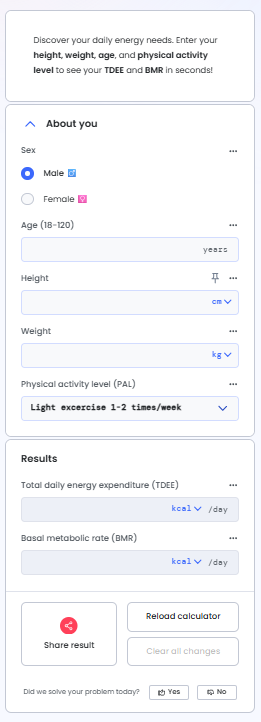 Discover your daily energy needs. Enter your
height, weight, age, and physical activity
level to see your TDEE and BMR in seconds!
About you
Sex
Male
Female
Age (18-120)
years
Height
cm
Weight
kg
Physical activity level (PAL)
Light excercise 1-2 times/week
Results
Total daily energy expenditure (TDEE)
kcal /day
Basal metabolic rate (BMR)
kcal /day
Share result
Reload calculator
Clear all changes
Did we solve your problem today? Yes No